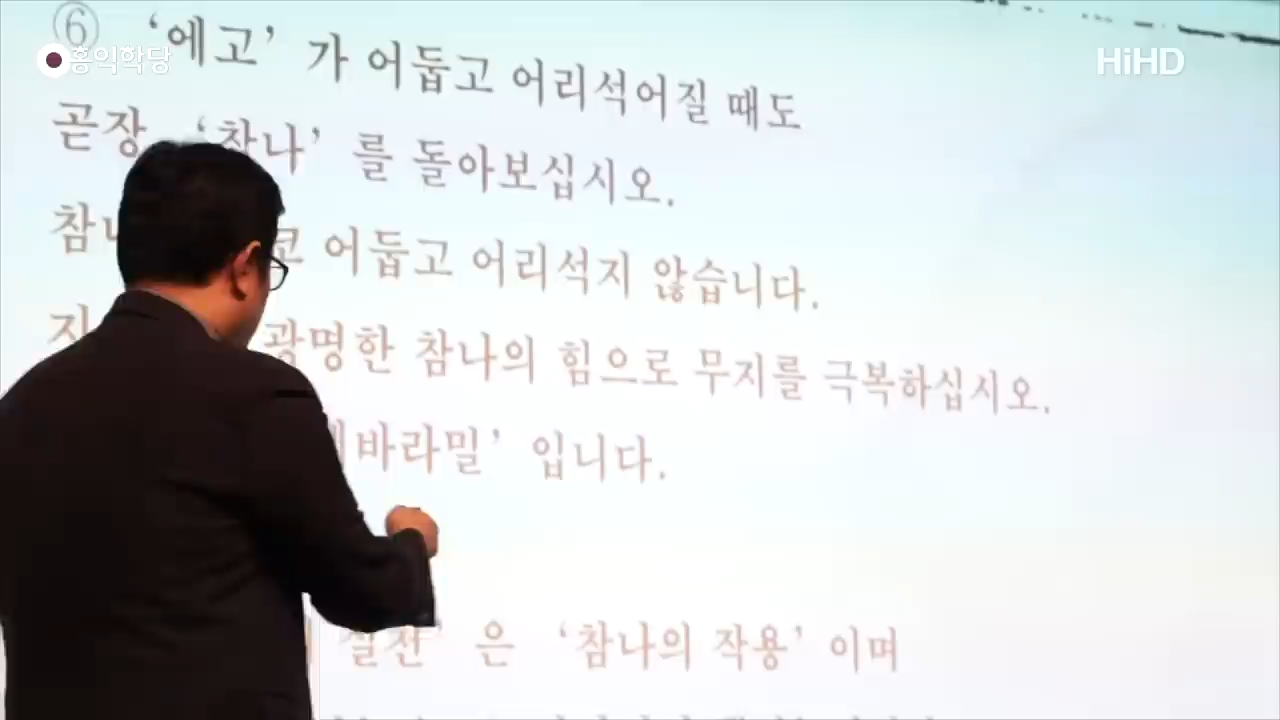 ⑥ ‘에고’ 가 어둡고 어리석어질 때도
홍익학당
HiHD
곧장 ‘참나’ 를 돌아보십시오.
어둡고 어리석지 않습니다.
광명한 참나의 힘으로 무지를 극복하십시오.
바라밀’ 입니다.
실전’ 은 ‘참나의 작용’ 이며